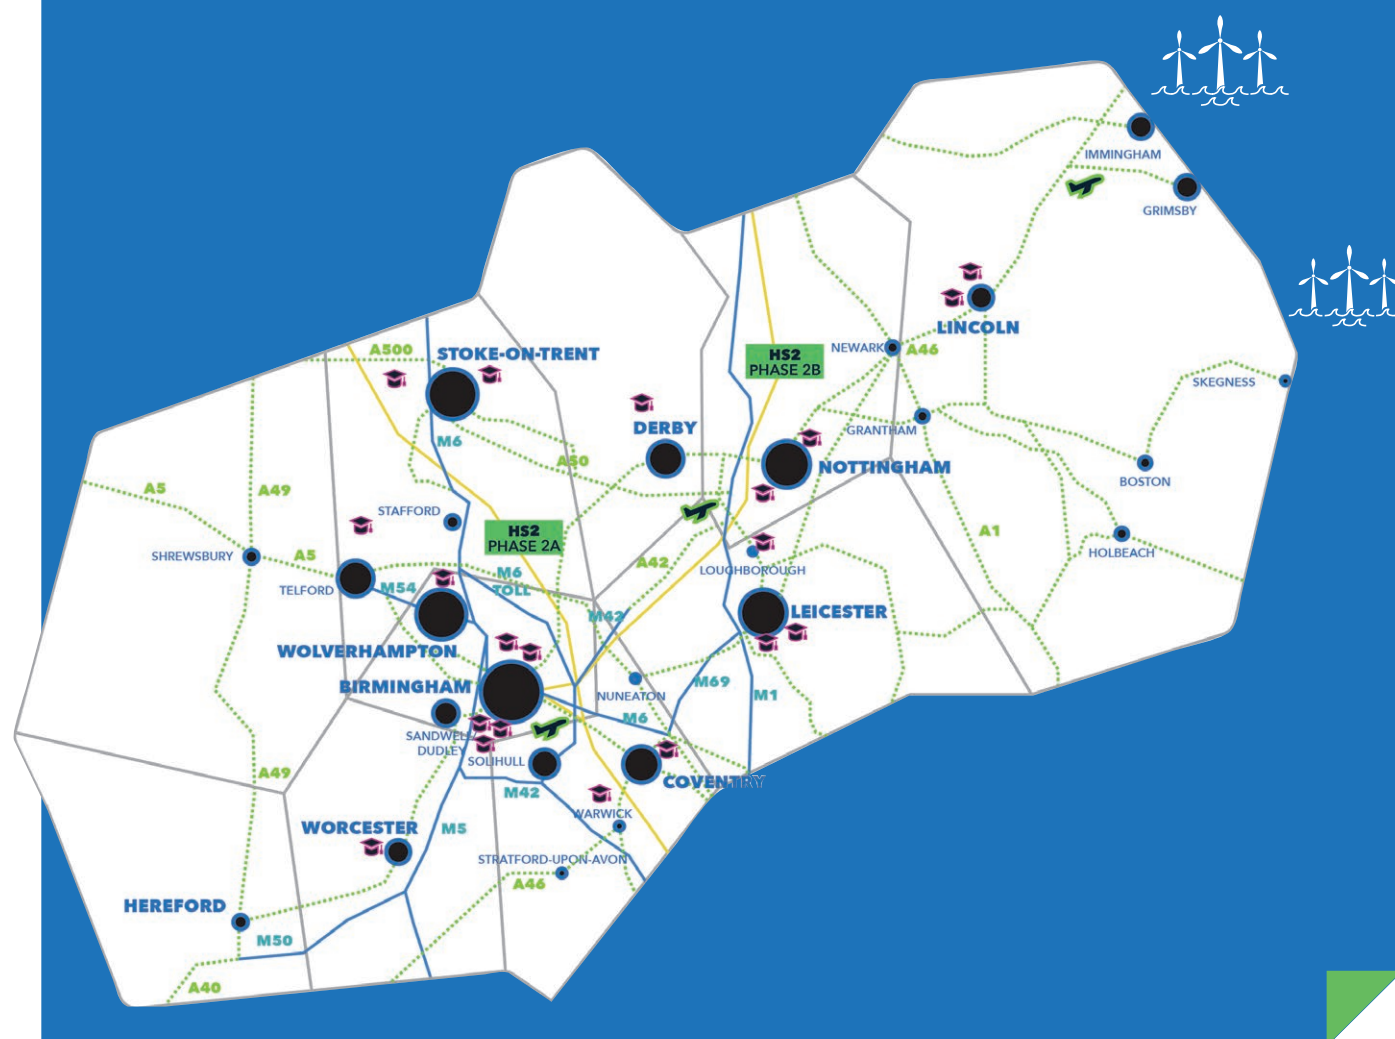 IMMINGHAM
GRIMSBY
LINCOLN
HS2
PHASE 2B
NEWARK
A46
A500
STOKE-ON-TRENT
SKEGNESS
DERBY
GRANTHAM
M6
A50
NOTTINGHAM
BOSTON
A5
A49
STAFFORD
HS2
PHASE 2A
A1
SHREWSBURY
A5
HOLBEACH
A42
LOUGHBOROUGH
TELFORD
M54
M6
TOLL
M42
LEICESTER
WOLVERHAMPTON
BIRMINGHAM
M69
M1
NUNEATON
M6
SANDWELL
DUDLEY
SOLIHULL
A49
COVENTRY
M42
WARWICK
WORCESTER
M5
STRATFORD-UPON-AVON
A46
HEREFORD
M50
A40